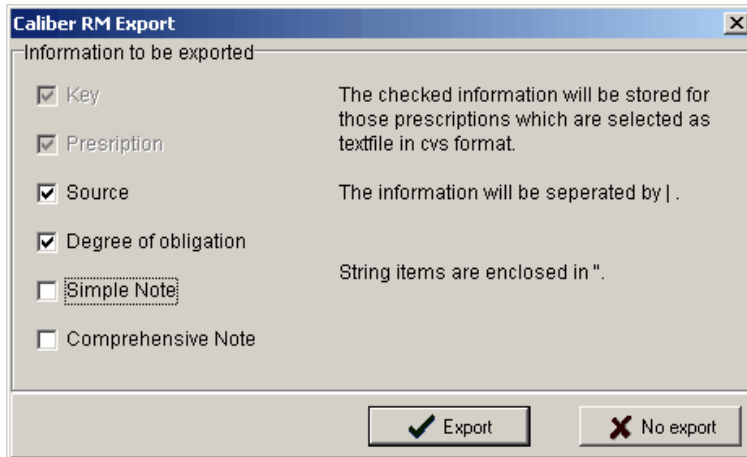 Caliber RM Export
Information to be exported
Key
Presription
Source
Degree of obligation
Simple Note
Comprehensive Note
The checked information will be stored for
those prescriptions which are selected as
textfile in cvs format.
The information will be seperated by | .
String items are enclosed in ".
Export
No export